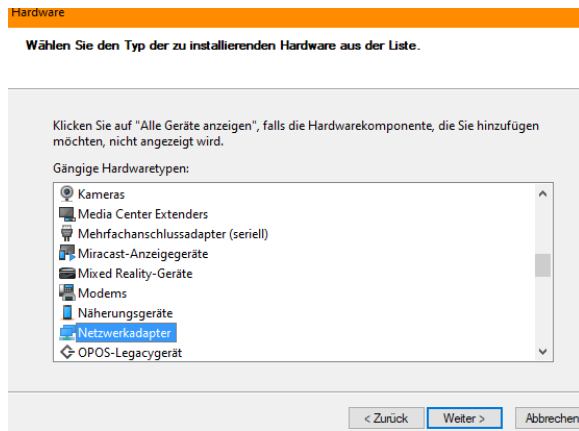 Hardware
Wählen Sie den Typ der zu installierenden Hardware aus der Liste.
Klicken Sie auf "Alle Geräte anzeigen", falls die Hardwarekomponente, die Sie hinzufügen
möchten, nicht angezeigt wird.
Gängige Hardwaretypen:
Kameras
Media Center Extenders
Mehrfachanschlussadapter (seriell)
Miracast-Anzeigegeräte
Mixed Reality-Geräte
Modems
Näherungsgeräte
Netzwerkadapter
OPOS-Legacygerät
< Zurück Weiter > Abbrechen